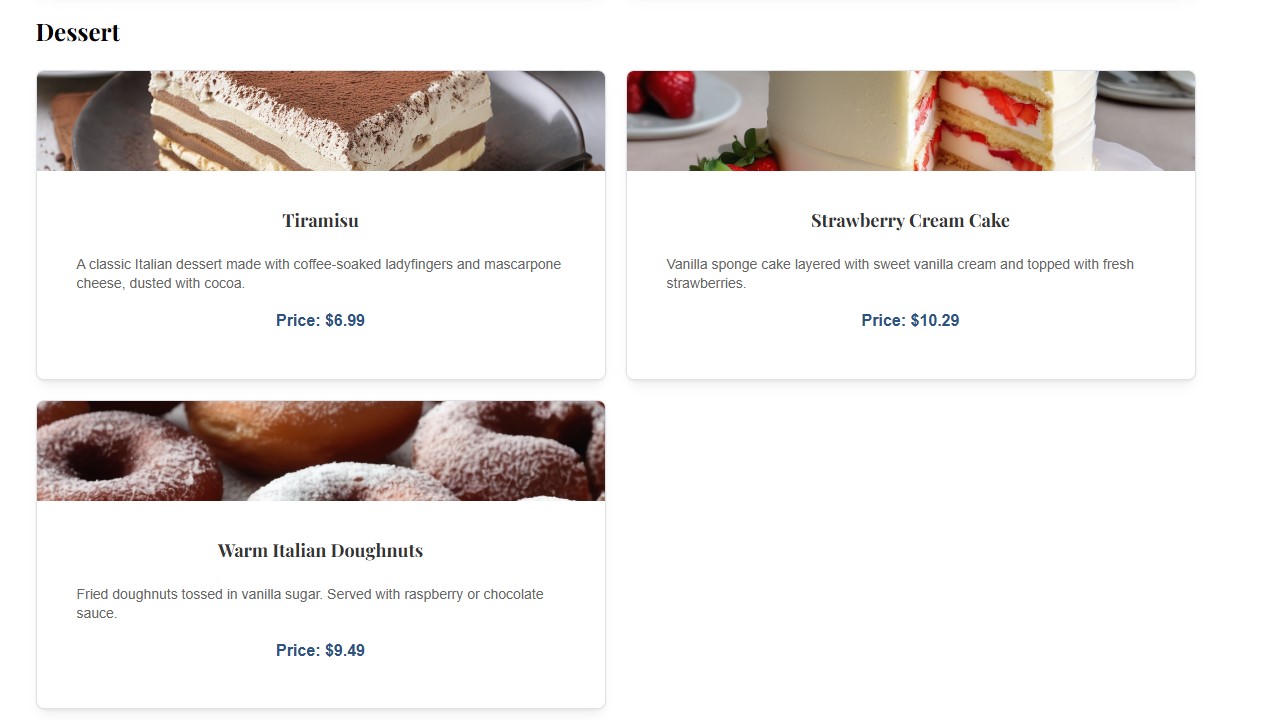 Dessert
Tiramisu
A classic Italian dessert made with coffee-soaked ladyfingers and mascarpone
cheese, dusted with cocoa.
Price: $6.99
Strawberry Cream Cake
Vanilla sponge cake layered with sweet vanilla cream and topped with fresh
strawberries.
Price: $10.29
Warm Italian Doughnuts
Fried doughnuts tossed in vanilla sugar. Served with raspberry or chocolate
sauce.
Price: $9.49